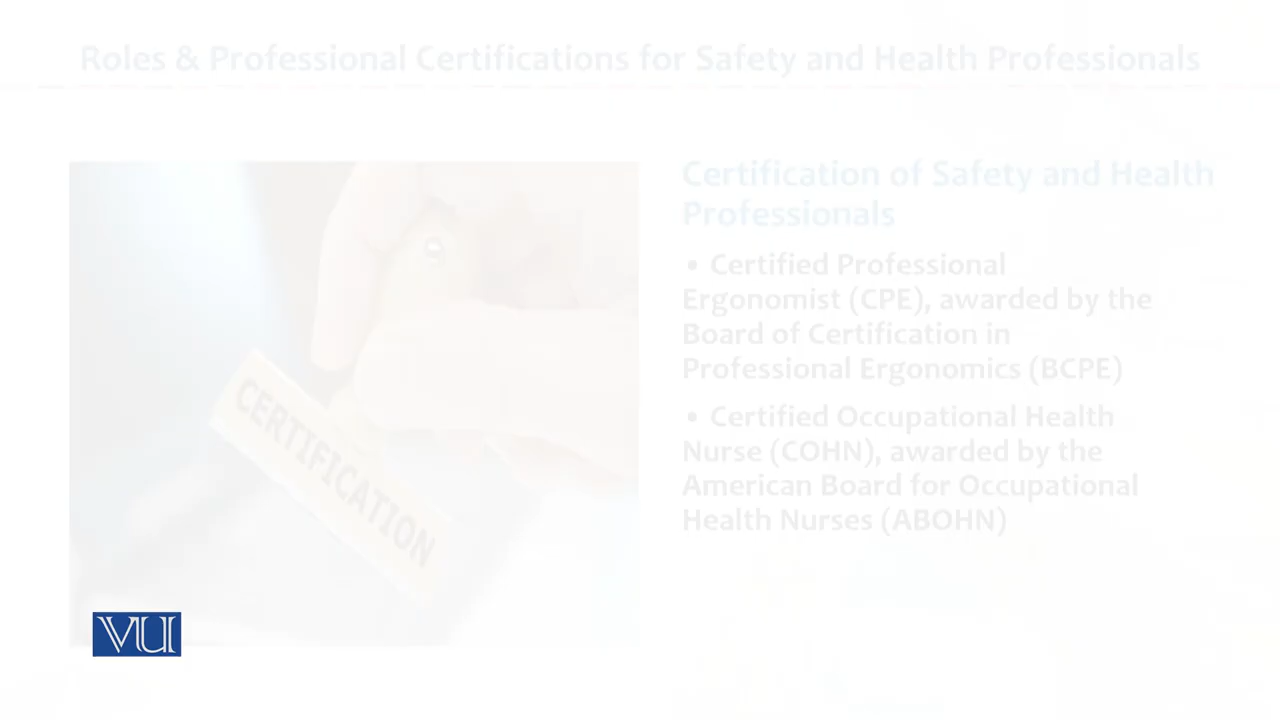 Roles & Professional Certifications for Safety and Health Professionals
Certification of Safety and Health
Professionals
• Certified Professional
Ergonomist (CPE), awarded by the
Board of Certification in
Professional Ergonomics (BCPE)
• Certified Occupational Health
Nurse (COHN), awarded by the
American Board for Occupational
Health Nurses (ABOHN)
CERTIFICATION
VU